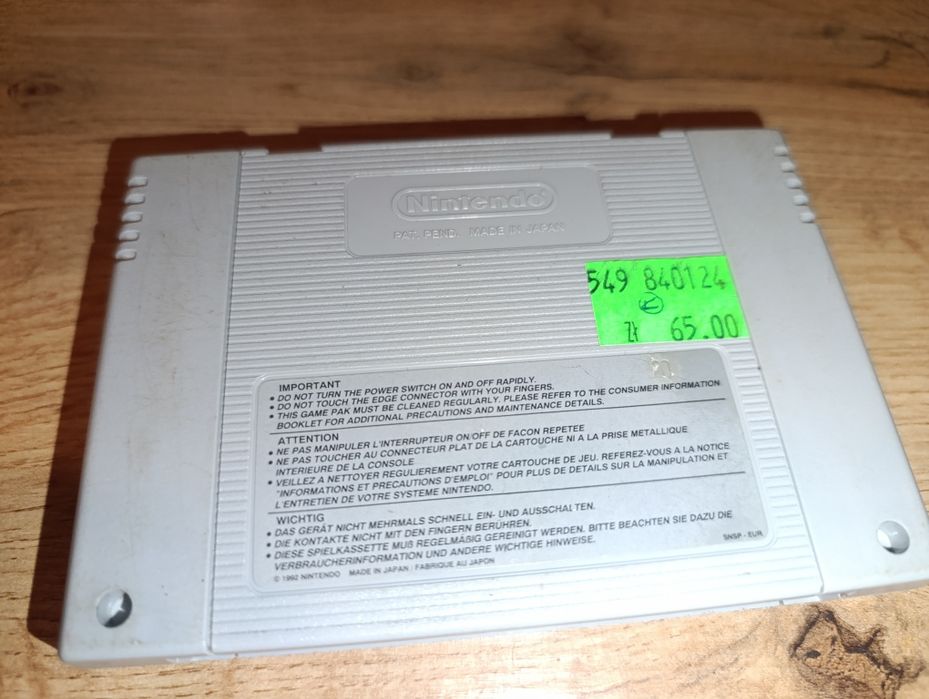 Nintendo
PAT. PEND. MADE IN JAPAN
549 840124
zł 65.00
IMPORTANT
• DO NOT TURN THE POWER SWITCH ON AND OFF RAPIDLY.
• DO NOT TOUCH THE EDGE CONNECTOR WITH YOUR FINGERS.
• THIS GAME PAK MUST BE CLEANED REGULARLY. PLEASE REFER TO THE CONSUMER INFORMATION
BOOKLET FOR ADDITIONAL PRECAUTIONS AND MAINTENANCE DETAILS.
ATTENTION
• NE PAS MANIPULER L'INTERRUPTEUR ON/OFF DE FACON REPETEE
• NE PAS TOUCHER AU CONNECTEUR PLAT DE LA CARTOUCHE NI A LA PRISE METALLIQUE
INTERIEURE DE LA CONSOLE
• VEILLEZ A NETTOYER REGULIEREMENT VOTRE CARTOUCHE DE JEU. REFEREZ-VOUS A LA NOTICE
"INFORMATIONS ET PRECAUTIONS D'EMPLOI" POUR PLUS DE DETAILS SUR LA MANIPULATION ET
L'ENTRETIEN DE VOTRE SYSTEME NINTENDO.
WICHTIG
• DAS GERÄT NICHT MEHRMALS SCHNELL EIN- UND AUSSCHALTEN.
• DIE KONTAKTE NICHT MIT DEN FINGERN BERÜHREN.
• DIESE SPIELKASSETTE MUß REGELMÄßIG GEREINIGT WERDEN. BITTE BEACHTEN SIE DAZU DIE
VERBRAUCHERINFORMATION UND ANDERE WICHTIGE HINWEISE.
© 1992 NINTENDO MADE IN JAPAN / FABRIQUE AU JAPON
SNSP - EUR